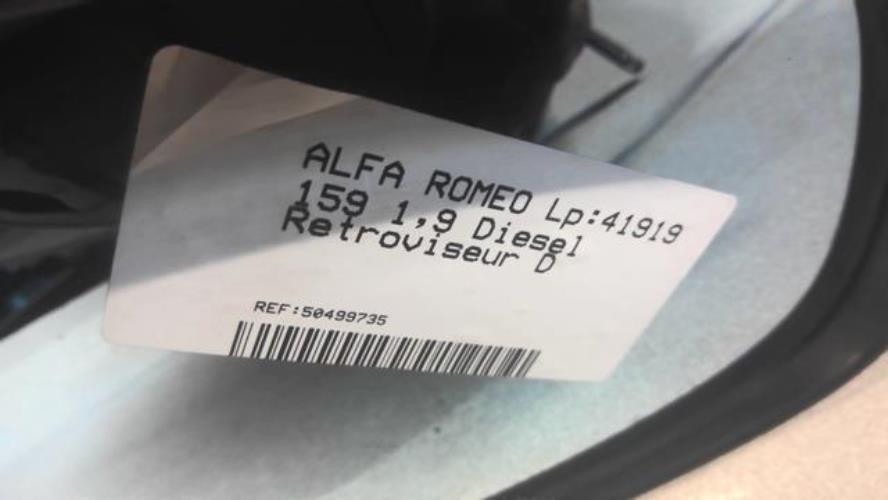 ALFA ROMEO Lp:41919
159 1,9 Diesel
Retroviseur D
REF:50499735